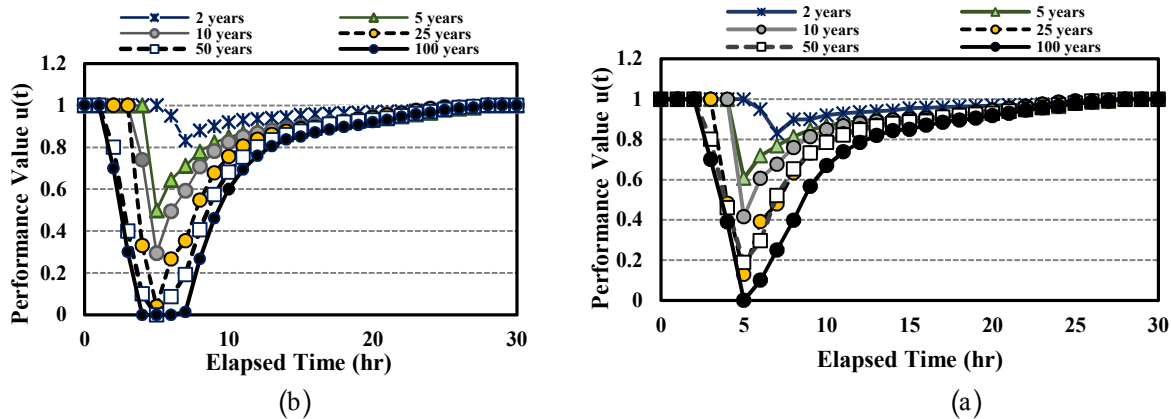 2 years 5 years
10 years 25 years
50 years 100 years
1.2
1
0.8
0.6
0.4
0.2
0
0 10 20 30
Performance Value u(t)
Elapsed Time (hr)
(b)
2 years 5 years
10 years 25 years
50 years 100 years
1.2
1
0.8
0.6
0.4
0.2
0
0 5 10 15 20 25 30
Performance Value u(t)
Elapsed Time (hr)
(a)